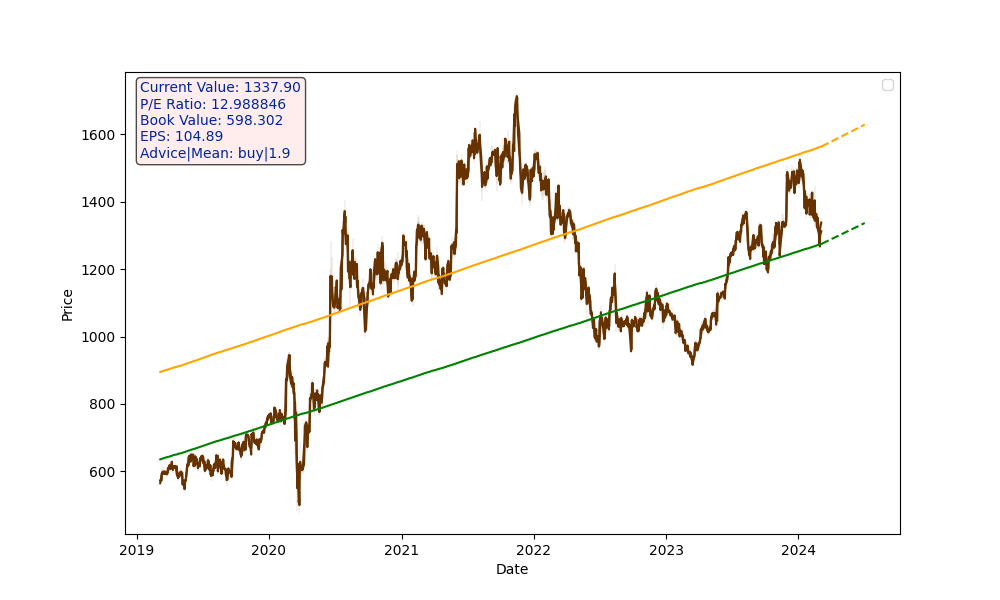 Current Value: 1337.90
P/E Ratio: 12.988846
Book Value: 598.302
EPS: 104.89
Advice|Mean: buy|1.9
Price
1600
1400
1200
1000
800
600
2019 2020 2021 2022 2023 2024
Date